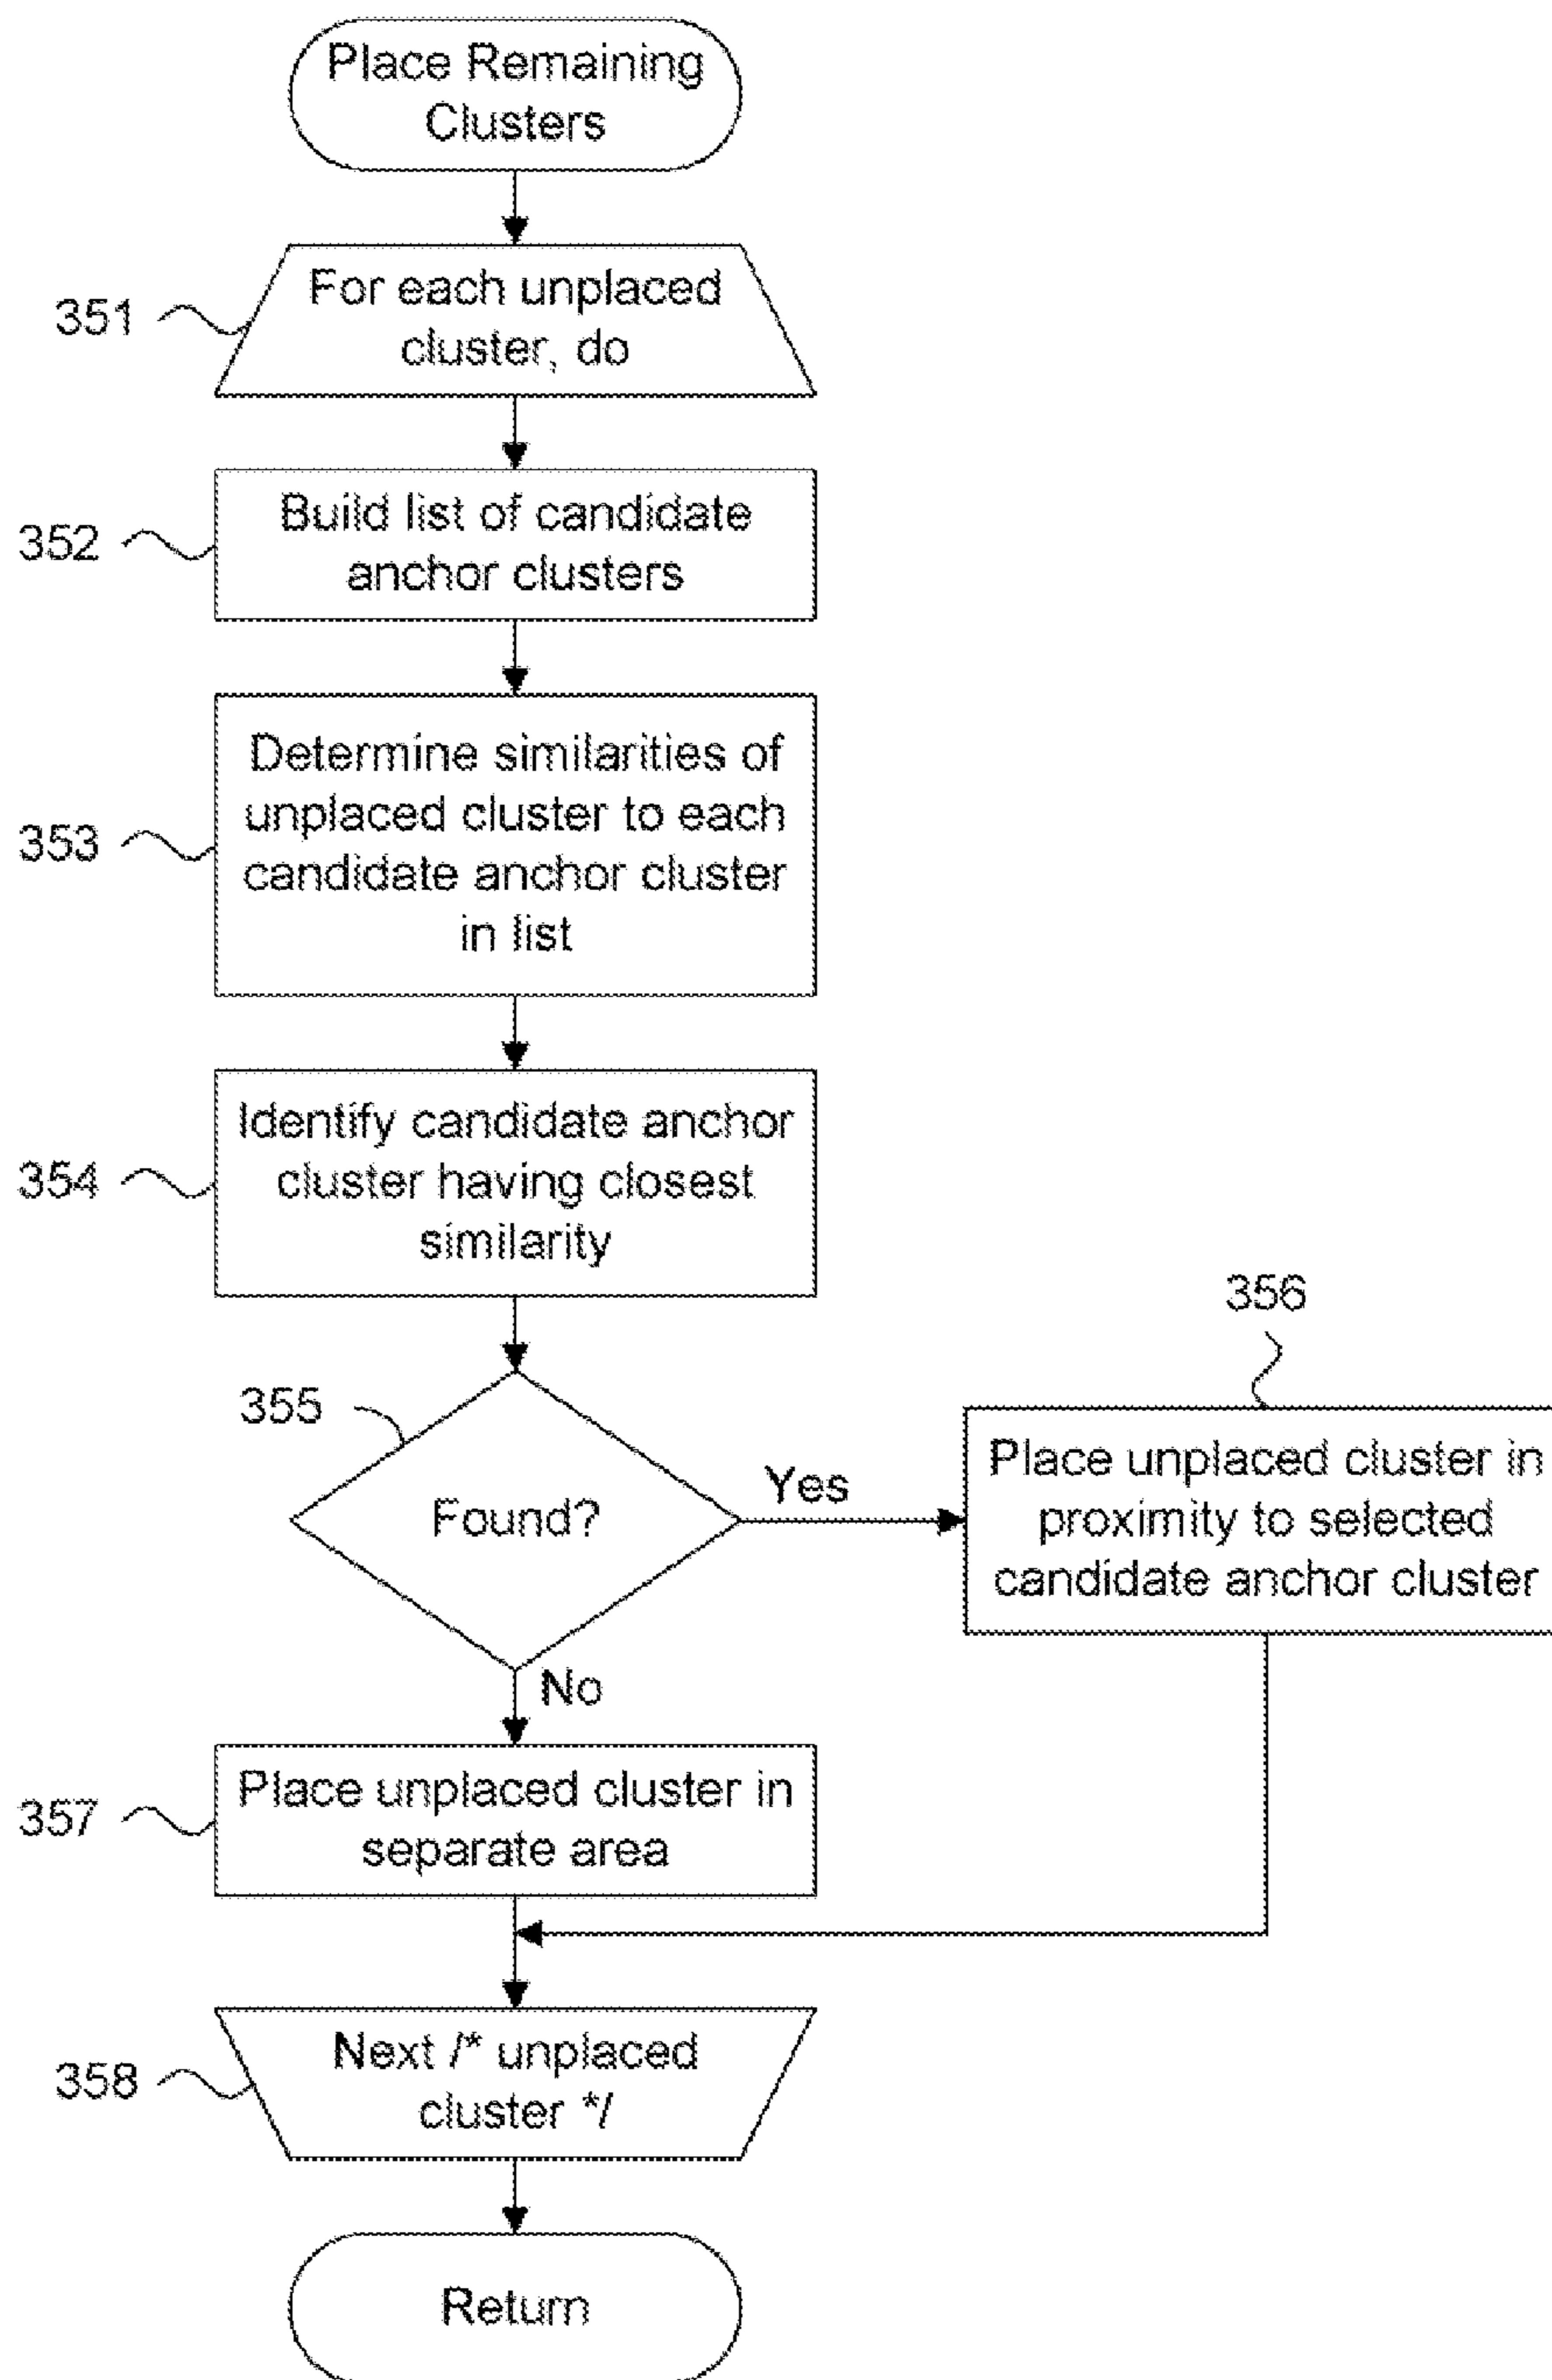 Place Remaining
Clusters
351
For each unplaced
cluster, do
352
Build list of candidate
anchor clusters
353
Determine similarities of
unplaced cluster to each
candidate anchor cluster
in list
354
Identify candidate anchor
cluster having closest
similarity
355
Found?
Yes
356
Place unplaced cluster in
proximity to selected
candidate anchor cluster
No
357
Place unplaced cluster in
separate area
358
Next /* unplaced
cluster */
Return